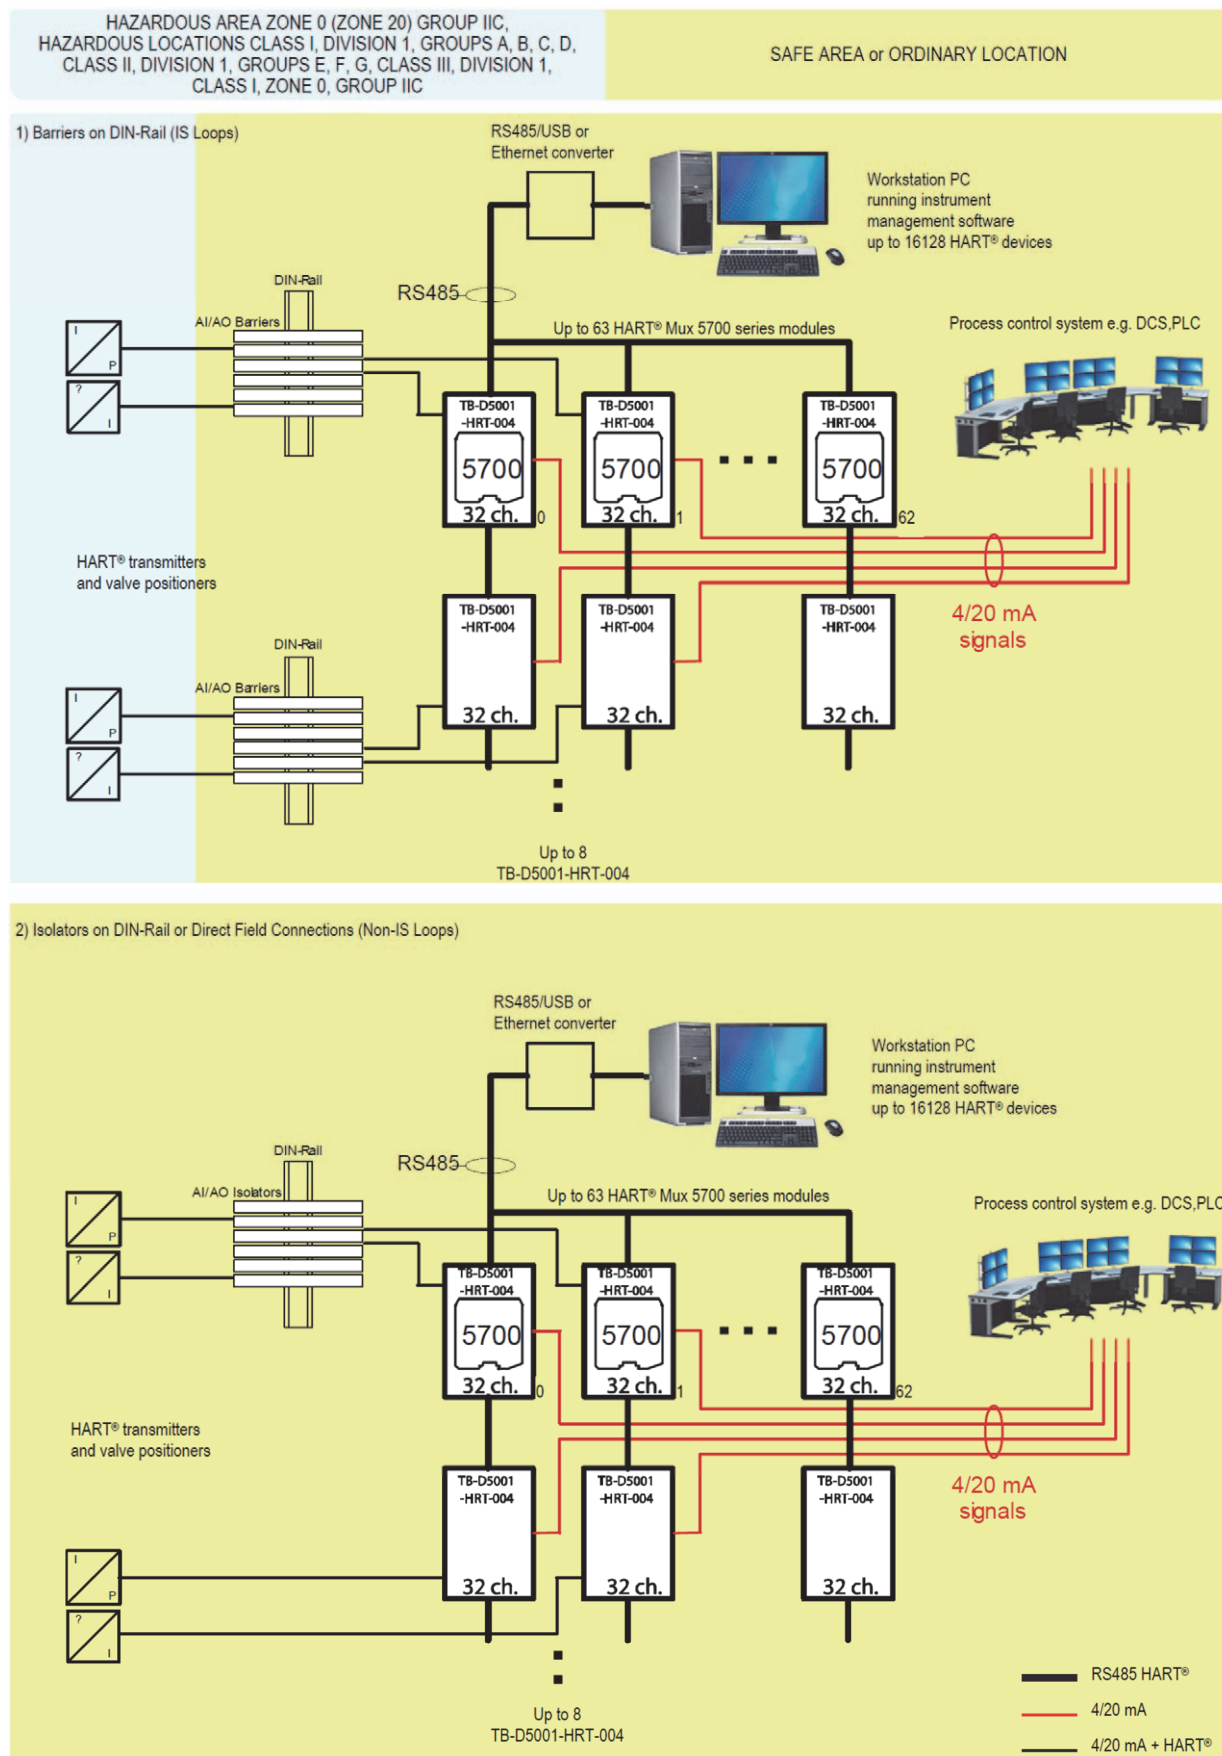 HAZARDOUS AREA ZONE 0 (ZONE 20) GROUP IIC,
HAZARDOUS LOCATIONS CLASS I, DIVISION 1, GROUPS A, B, C, D,
CLASS II, DIVISION 1, GROUPS E, F, G, CLASS III, DIVISION 1,
CLASS I, ZONE 0, GROUP IIC
SAFE AREA or ORDINARY LOCATION
1) Barriers on DIN-Rail (IS Loops)
RS485/USB or
Ethernet converter
Workstation PC
running instrument
management software
up to 16128 HART® devices
DIN-Rail
RS485
AI/AO Barriers
Up to 63 HART® Mux 5700 series modules
Process control system e.g. DCS,PLC
I
P
?
I
TB-D5001
-HRT-004
5700
32 ch.
0
TB-D5001
-HRT-004
5700
32 ch.
1
TB-D5001
-HRT-004
5700
32 ch.
62
HART® transmitters
and valve positioners
4/20 mA
signals
DIN-Rail
AI/AO Barriers
I
P
?
I
TB-D5001
-HRT-004
32 ch.
TB-D5001
-HRT-004
32 ch.
TB-D5001
-HRT-004
32 ch.
Up to 8
TB-D5001-HRT-004
2) Isolators on DIN-Rail or Direct Field Connections (Non-IS Loops)
RS485/USB or
Ethernet converter
Workstation PC
running instrument
management software
up to 16128 HART® devices
DIN-Rail
RS485
AI/AO Isolators
Up to 63 HART® Mux 5700 series modules
Process control system e.g. DCS,PLC
I
P
?
I
TB-D5001
-HRT-004
5700
32 ch.
0
TB-D5001
-HRT-004
5700
32 ch.
1
TB-D5001
-HRT-004
5700
32 ch.
62
HART® transmitters
and valve positioners
4/20 mA
signals
I
P
?
I
TB-D5001
-HRT-004
32 ch.
TB-D5001
-HRT-004
32 ch.
TB-D5001
-HRT-004
32 ch.
Up to 8
TB-D5001-HRT-004
RS485 HART®
4/20 mA
4/20 mA + HART®